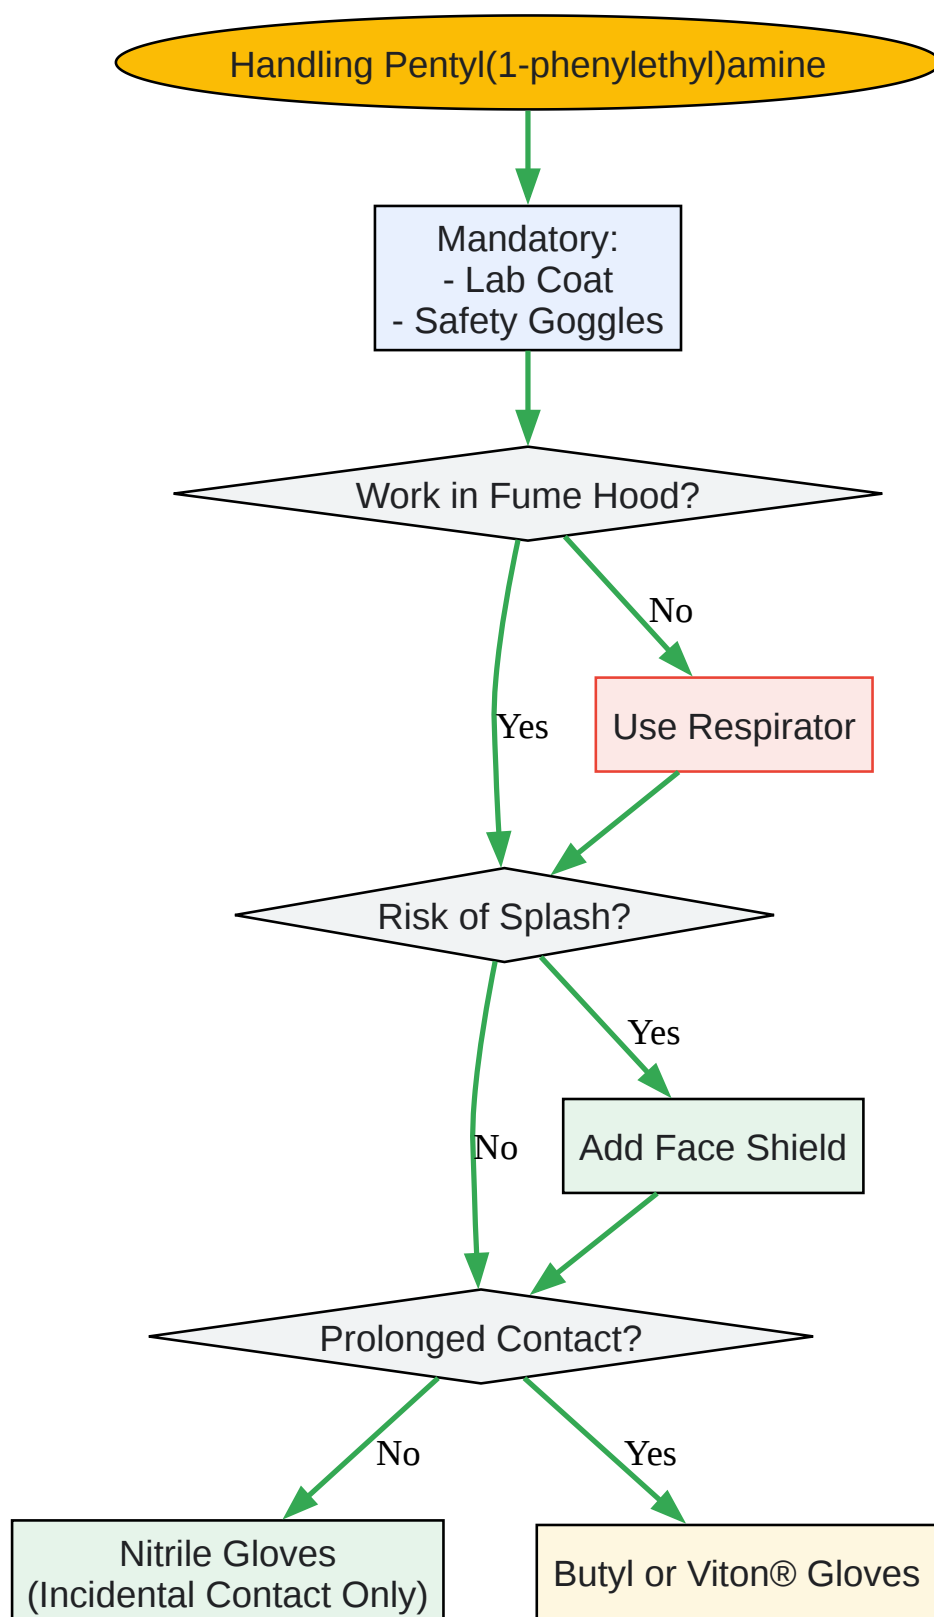 Handling Pentyl(1-phenylethyl)amine
Mandatory:
- Lab Coat
- Safety Goggles
Work in Fume Hood?
No
Yes
Use Respirator
Risk of Splash?
Yes
No
Add Face Shield
Prolonged Contact?
No
Yes
Nitrile Gloves
(Incidental Contact Only)
Butyl or Viton® Gloves